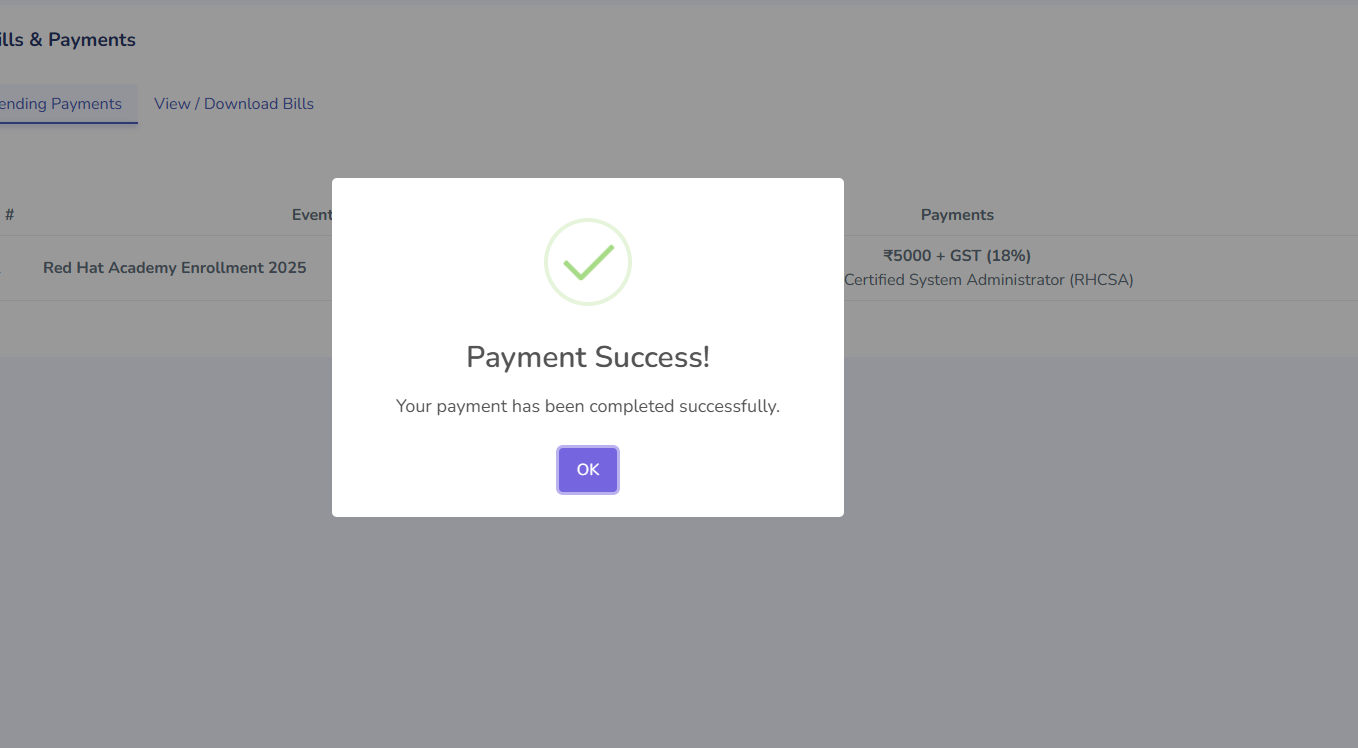 ills & Payments
ending Payments View / Download Bills
# Event Payments
Red Hat Academy Enrollment 2025 ₹5000 + GST (18%)
Certified System Administrator (RHCSA)
Payment Success!
Your payment has been completed successfully.
OK